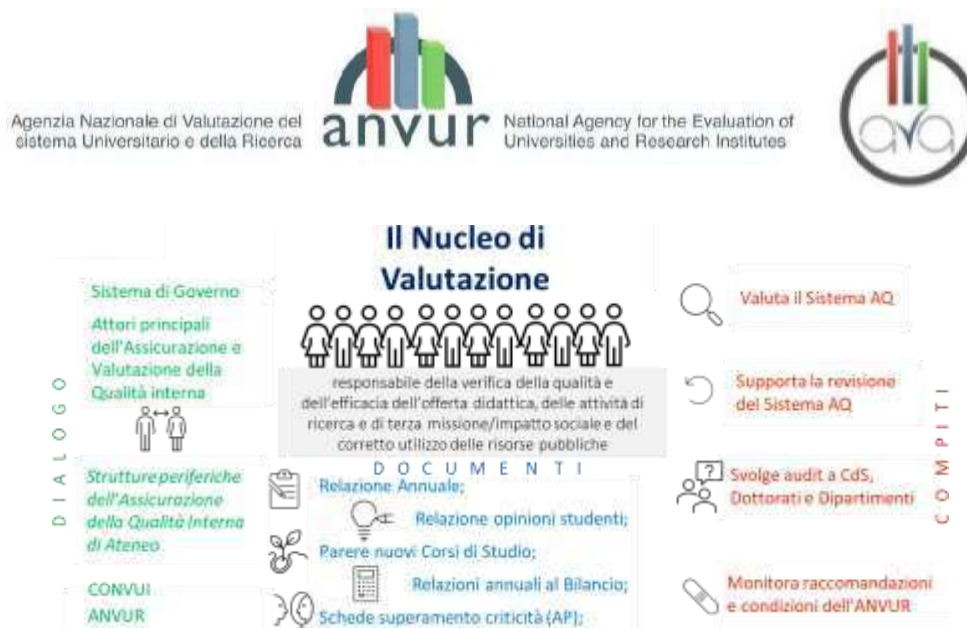 Agenzia Nazionale di Valutazione del
sistema Universitario e della Ricerca
anvur
National Agency for the Evaluation of
Universities and Research Institutes
ava
Il Nucleo di
Valutazione
responsabile della verifica della qualità e
dell'efficacia dell'offerta didattica, delle attività di
ricerca e di terza missione/impatto sociale e del
corretto utilizzo delle risorse pubbliche
DIALOGO
Sistema di Governo
Attori principali
dell'Assicurazione e
Valutazione della
Qualità interna
Strutture periferiche
dell'Assicurazione
della Qualità Interna
di Ateneo
CONVUI
ANVUR
DOCUMENTI
Relazione Annuale;
Relazione opinioni studenti;
Parere nuovi Corsi di Studio;
Relazioni annuali al Bilancio;
Schede superamento criticità (AP);
COMPITI
Valuta il Sistema AQ
Supporta la revisione
del Sistema AQ
?
Svolge audit a CdS,
Dottorati e Dipartimenti
Monitora raccomandazioni
e condizioni dell'ANVUR